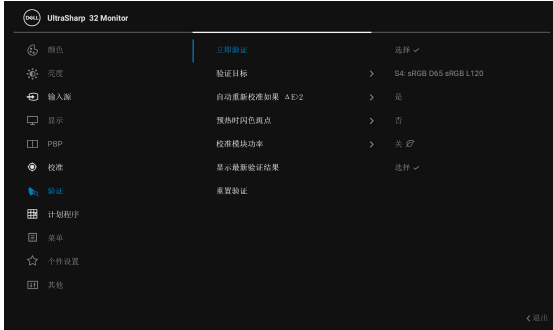 DELL UltraSharp 32 Monitor
颜色
立即验证 选择
亮度
验证目标 S4: sRGB D65 sRGB L120
输入源
自动重新校准如果 ΔE>2 是
显示
预热时闪色斑点 否
PBP
校准模块功率 关
校准
显示最新验证结果 选择
验证
重置验证
计划程序
菜单
个性设置
其他
退出